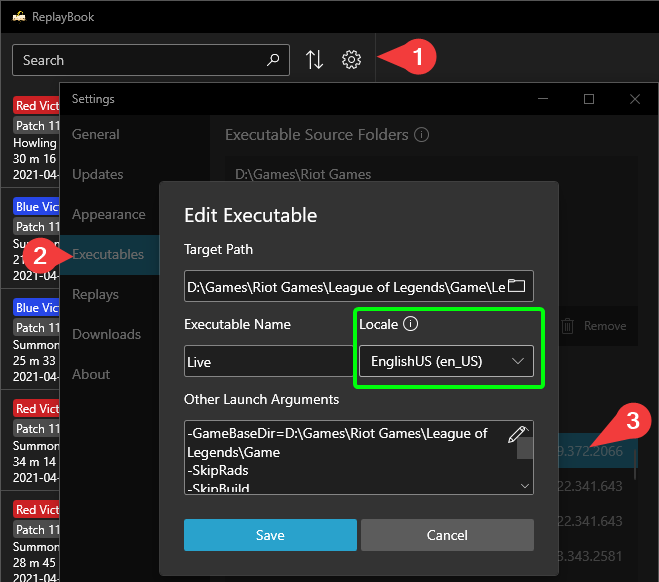 ReplayBook
Search
1
Settings
Red Vict
Patch 11
Howling
30 m 16
2021-04-
General
Executable Source Folders
D:\Games\Riot Games
Updates
Appearance
Blue Vic
Patch 11
Sum
21
2021-04-
2
Executables
Replays
Downloads
About
Edit Executable
Target Path
D:\Games\Riot Games\League of Legends\Game\Le
Executable Name
Locale
Live
EnglishUS (en_US)
Remove
Other Launch Arguments
-GameBaseDir=D:\Games\Riot Games\League of
Legends\Game
-SkipRads
-SkipBuild
Save
Cancel
3
9.372.2066
22.341.643
22.341.643
3.343.2581
Blue Vic
Patch 11
Summon
25 m 33
2021-04-
Red Vict
Patch 11
Summon
34 m 14
2021-04-
Red Vict
Patch 11
Summon
28 m 45